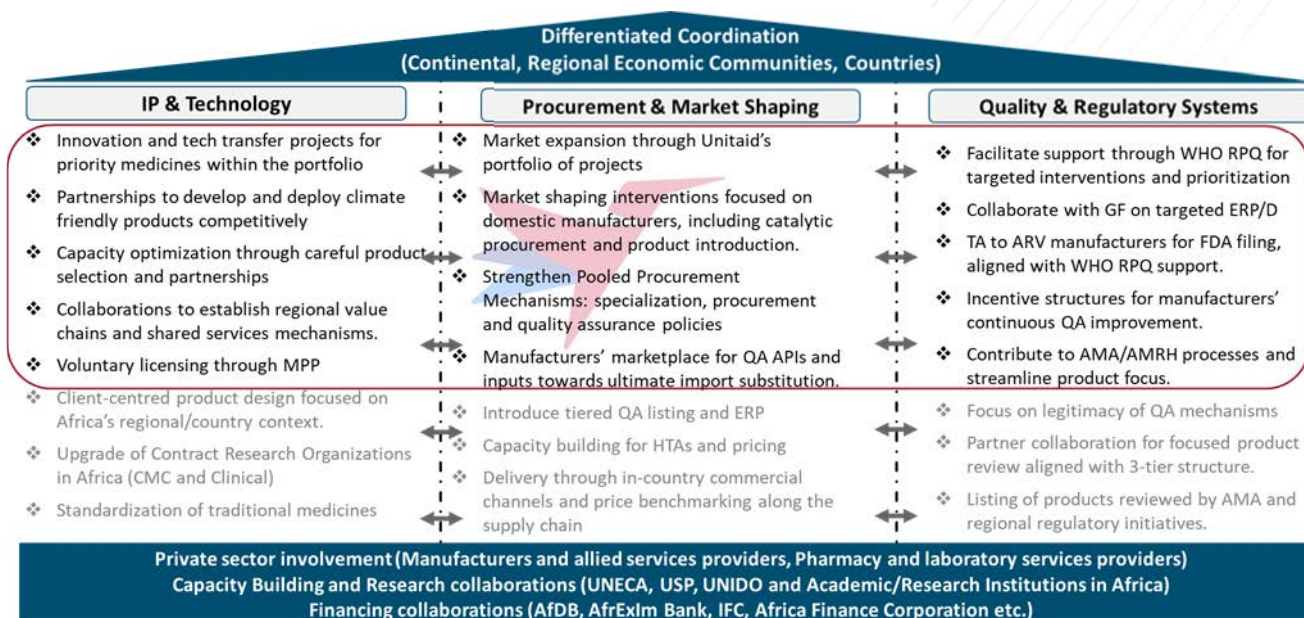 Differentiated Coordination
(Continental, Regional Economic Communities, Countries)
IP & Technology
❖ Innovation and tech transfer projects for
priority medicines within the portfolio
❖ Partnerships to develop and deploy climate
friendly products competitively
❖ Capacity optimization through careful product
selection and partnerships
❖ Collaborations to establish regional value
chains and shared services mechanisms.
❖ Voluntary licensing through MPP
❖ Client-centred product design focused on
Africa's regional/country context.
❖ Upgrade of Contract Research Organizations
in Africa (CMC and Clinical)
❖ Standardization of traditional medicines
Procurement & Market Shaping
❖ Market expansion through Unitaid's
portfolio of projects
❖ Market shaping interventions focused on
domestic manufacturers, including catalytic
procurement and product introduction.
❖ Strengthen Pooled Procurement
Mechanisms: specialization, procurement
and quality assurance policies
❖ Manufacturers' marketplace for QA APIs and
inputs towards ultimate import substitution.
❖ Introduce tiered QA listing and ERP
❖ Capacity building for HTAs and pricing
❖ Delivery through in-country commercial
channels and price benchmarking along the
supply chain
Quality & Regulatory Systems
❖ Facilitate support through WHO RPQ for
targeted interventions and prioritization
❖ Collaborate with GF on targeted ERP/D
❖ TA to ARV manufacturers for FDA filing,
aligned with WHO RPQ support.
❖ Incentive structures for manufacturers'
continuous QA improvement.
❖ Contribute to AMA/AMRH processes and
streamline product focus.
❖ Focus on legitimacy of QA mechanisms
❖ Partner collaboration for focused product
review aligned with 3-tier structure.
❖ Listing of products reviewed by AMA and
regional regulatory initiatives.
Private sector involvement (Manufacturers and allied services providers, Pharmacy and laboratory services providers)
Capacity Building and Research collaborations (UNECA, USP, UNIDO and Academic/Research Institutions in Africa)
Financing collaborations (AfDB, AfrExIm Bank, IFC, Africa Finance Corporation etc.)